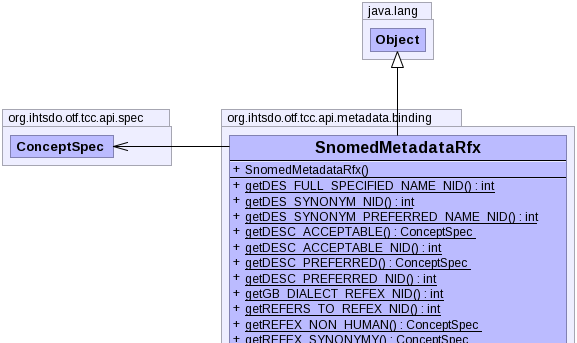 java.lang
Object
org.ihtsdo.otf.tcc.api.spec
ConceptSpec
org.ihtsdo.otf.tcc.api.metadata.binding
SnomedMetadataRfx
+ SnomedMetadataRfx()
+ getDES_FULL_SPECIFIED_NAME_NID() : int
+ getDES_SYNONYM_NID() : int
+ getDES_SYNONYM_PREFERRED_NAME_NID() : int
+ getDESC_ACCEPTABLE() : ConceptSpec
+ getDESC_ACCEPTABLE_NID() : int
+ getDESC_PREFERRED() : ConceptSpec
+ getDESC_PREFERRED_NID() : int
+ getGB_DIALECT_REFEX_NID() : int
+ getREFERS_TO_REFEX_NID() : int
+ getREFEX_NON_HUMAN() : ConceptSpec
+ getREFEX_SYNONYMY() : ConceptSpec